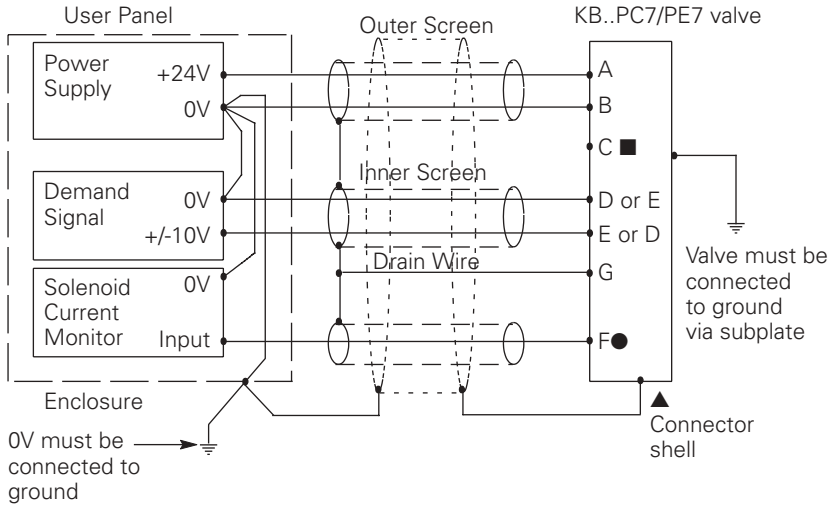 User Panel
Outer Screen
KB..PC7/PE7 valve
Power
Supply
+24V
0V
A
B
C ■
Inner Screen
Demand
Signal
0V
+/-10V
D or E
E or D
Drain Wire
G
Solenoid
Current
Monitor
0V
Input
F●
Valve must be
connected
to ground
via subplate
Enclosure
▲
Connector
shell
0V must be
connected to
ground